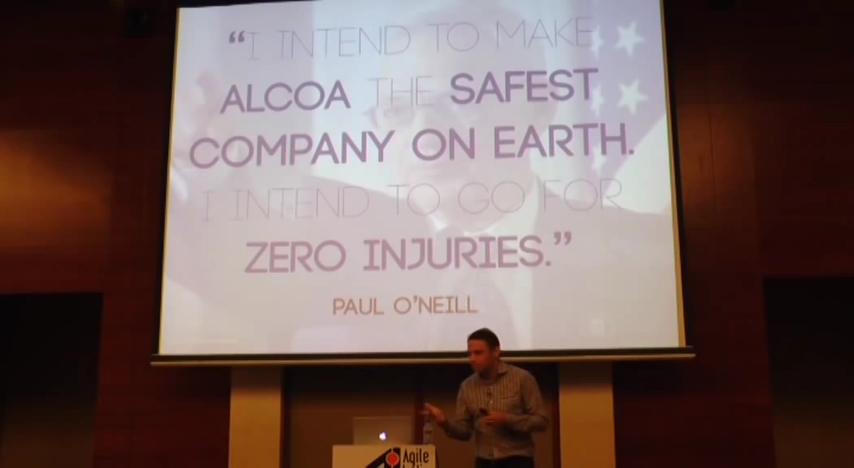 “I INTEND TO MAKE
ALCOA THE SAFEST
COMPANY ON EARTH.
I INTEND TO GO FOR
ZERO INJURIES.”
PAUL O’NEILL
Agile